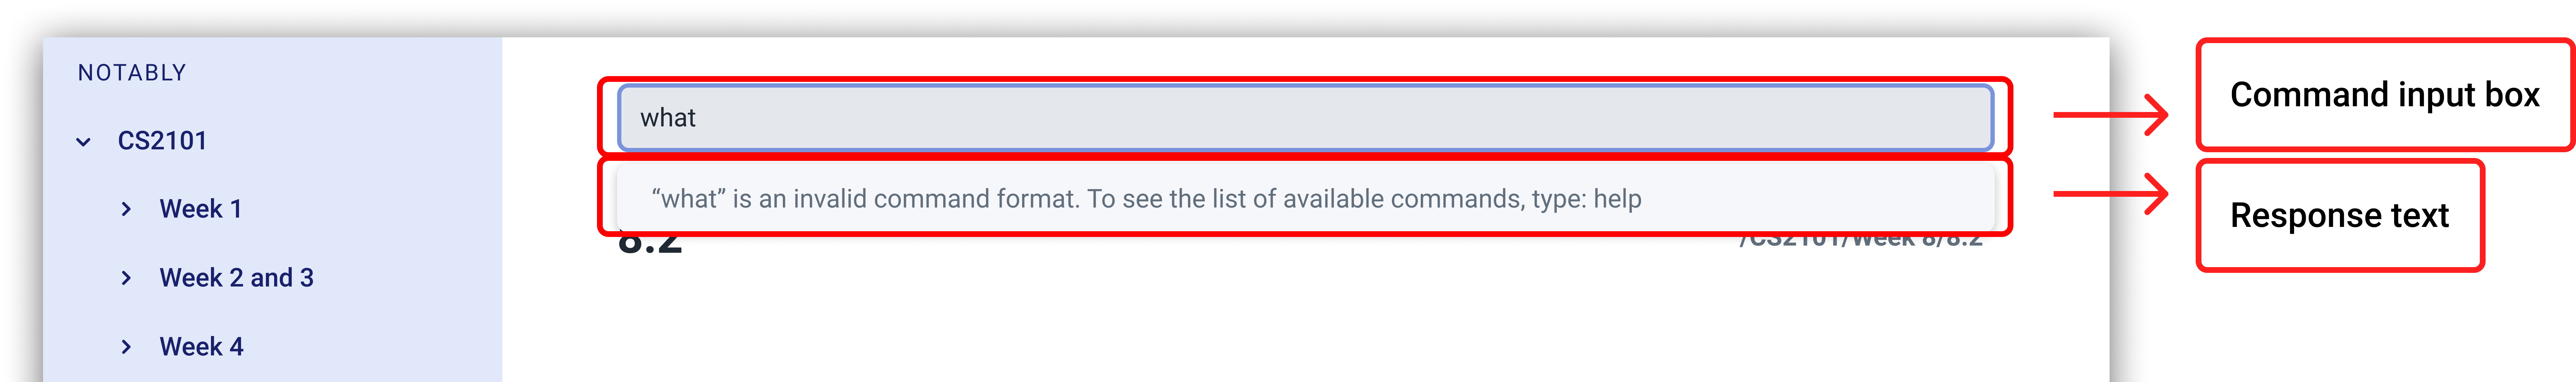 NOTABLY
CS2101
Week 1
Week 2 and 3
Week 4
what
“what” is an invalid command format. To see the list of available commands, type: help
8.2
/CS2101/Week 8/8.2
Command input box
Response text